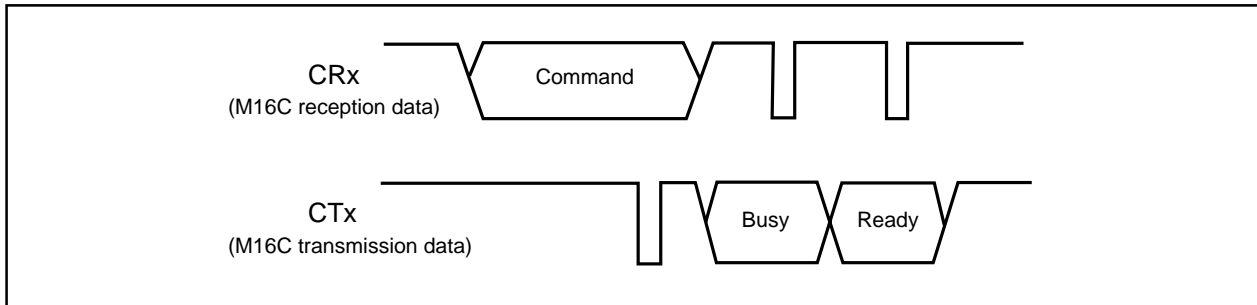 CRx
(M16C reception data)
Command
CTx
(M16C transmission data)
Busy
Ready